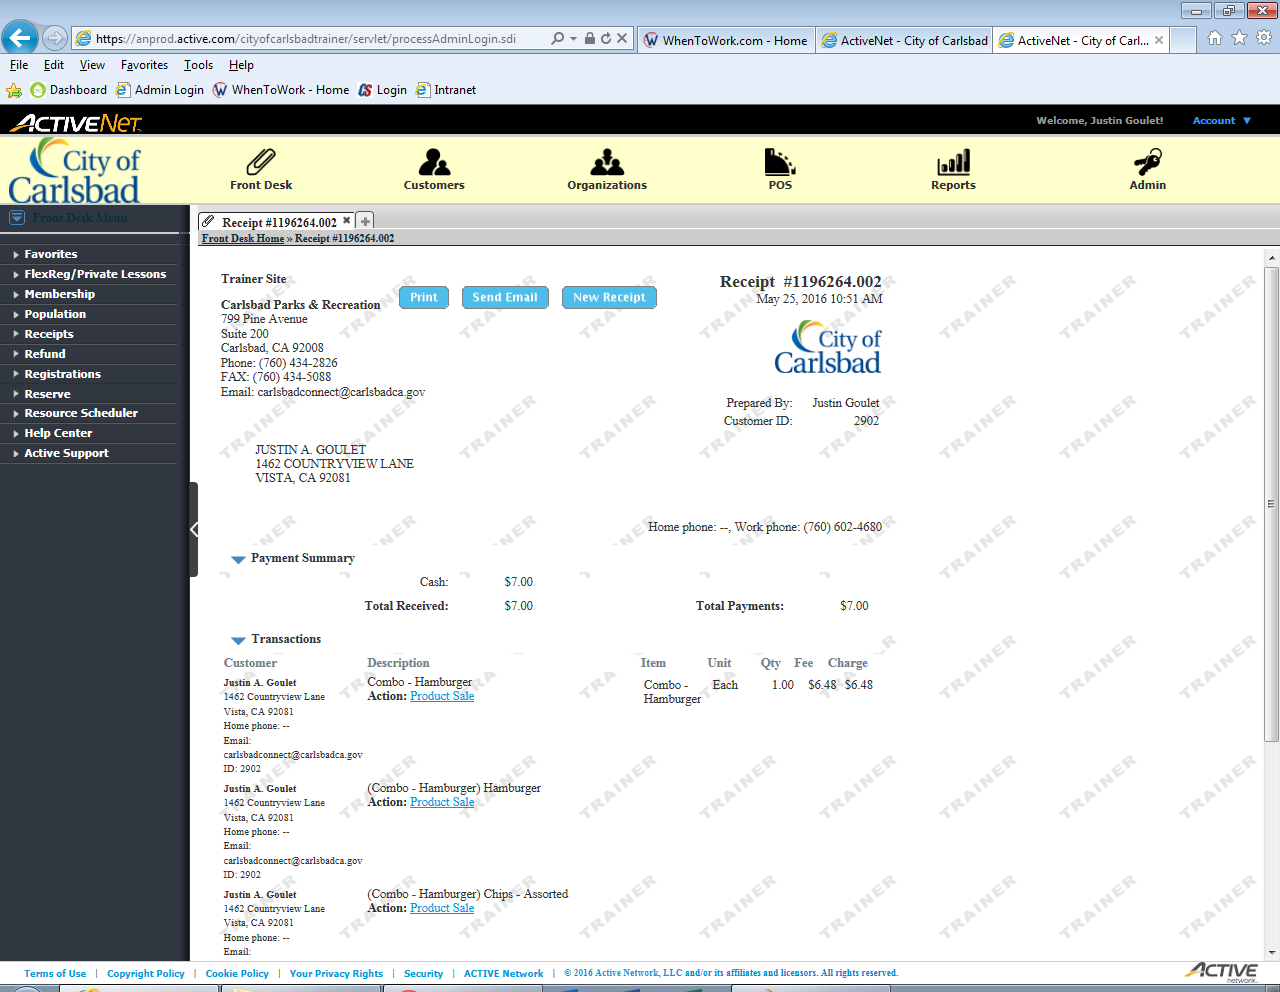 https://anprod.active.com/cityofcarlsbadtrainer/servlet/processAdminLogin.sdi
WhenToWork.com - Home
ActiveNet - City of Carlsbad
ActiveNet - City of Carl...
File Edit View Favorites Tools Help
Dashboard Admin Login WhenToWork - Home Login Intranet
ACTIVENet
Welcome, Justin Goulet! Account
City of
Carlsbad
Front Desk Customers Organizations POS Reports Admin
Front Desk Menu
Favorites
FlexReg/Private Lessons
Membership
Population
Receipts
Refund
Registrations
Reserve
Resource Scheduler
Help Center
Active Support
Receipt #1196264.002
Front Desk Home » Receipt #1196264.002
Trainer Site
Carlsbad Parks & Recreation
799 Pine Avenue
Suite 200
Carlsbad, CA 92008
Phone: (760) 434-2826
FAX: (760) 434-5088
Email: carlsbadconnect@carlsbadca.gov
Print Send Email New Receipt
Receipt #1196264.002
May 25, 2016 10:51 AM
City of
Carlsbad
Prepared By: Justin Goulet
Customer ID: 2902
JUSTIN A. GOULET
1462 COUNTRYVIEW LANE
VISTA, CA 92081
Home phone: --, Work phone: (760) 602-4680
TRAINER
Payment Summary
Cash: $7.00
Total Received: $7.00 Total Payments: $7.00
Transactions
Customer Description Item Unit Qty Fee Charge
Justin A. Goulet
1462 Countryview Lane
Vista, CA 92081
Home phone: --
Email:
carlsbadconnect@carlsbadca.gov
ID: 2902
Combo - Hamburger
Action: Product Sale
Combo - Hamburger Each 1.00 $6.48 $6.48
Justin A. Goulet
1462 Countryview Lane
Vista, CA 92081
Home phone: --
Email:
carlsbadconnect@carlsbadca.gov
ID: 2902
(Combo - Hamburger) Hamburger
Action: Product Sale
Justin A. Goulet
1462 Countryview Lane
Vista, CA 92081
Home phone: --
Email:
(Combo - Hamburger) Chips - Assorted
Action: Product Sale
Terms of Use | Copyright Policy | Cookie Policy | Your Privacy Rights | Security | ACTIVE Network | © 2016 Active Network, LLC and/or its affiliates and licensors. All rights reserved.
ACTIVE
network.